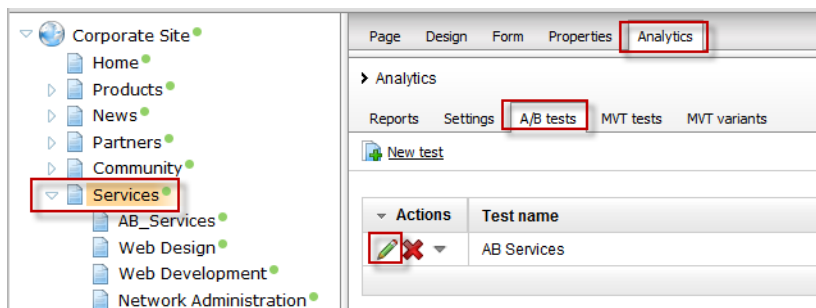 Corporate Site
Home
Products
News
Partners
Community
Services
AB_Services
Web Design
Web Development
Network Administration
Page Design Form Properties Analytics
Analytics
Reports Settings A/B tests MVT tests MVT variants
New test
Actions Test name
AB Services